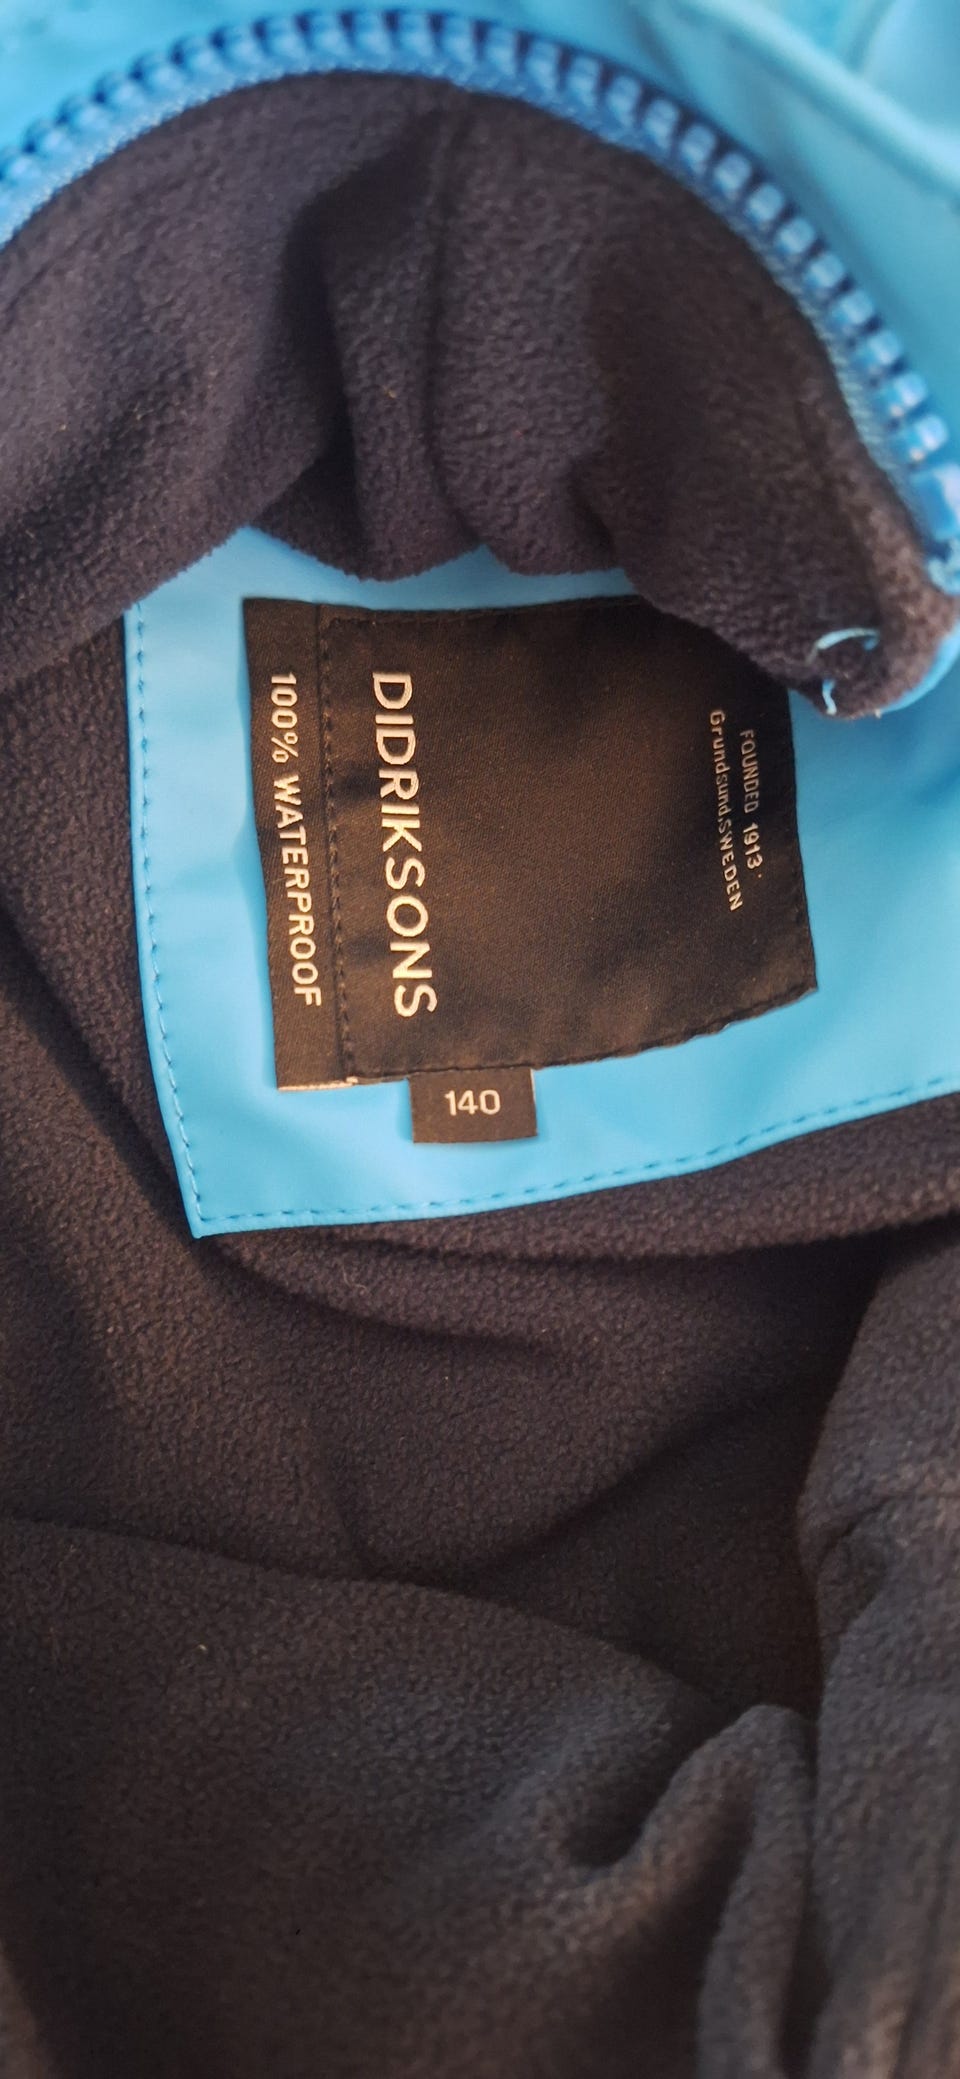 FOUNDED 1913
Grundsund, SWEDEN
DIDRIKSONS
100% WATERPROOF
140